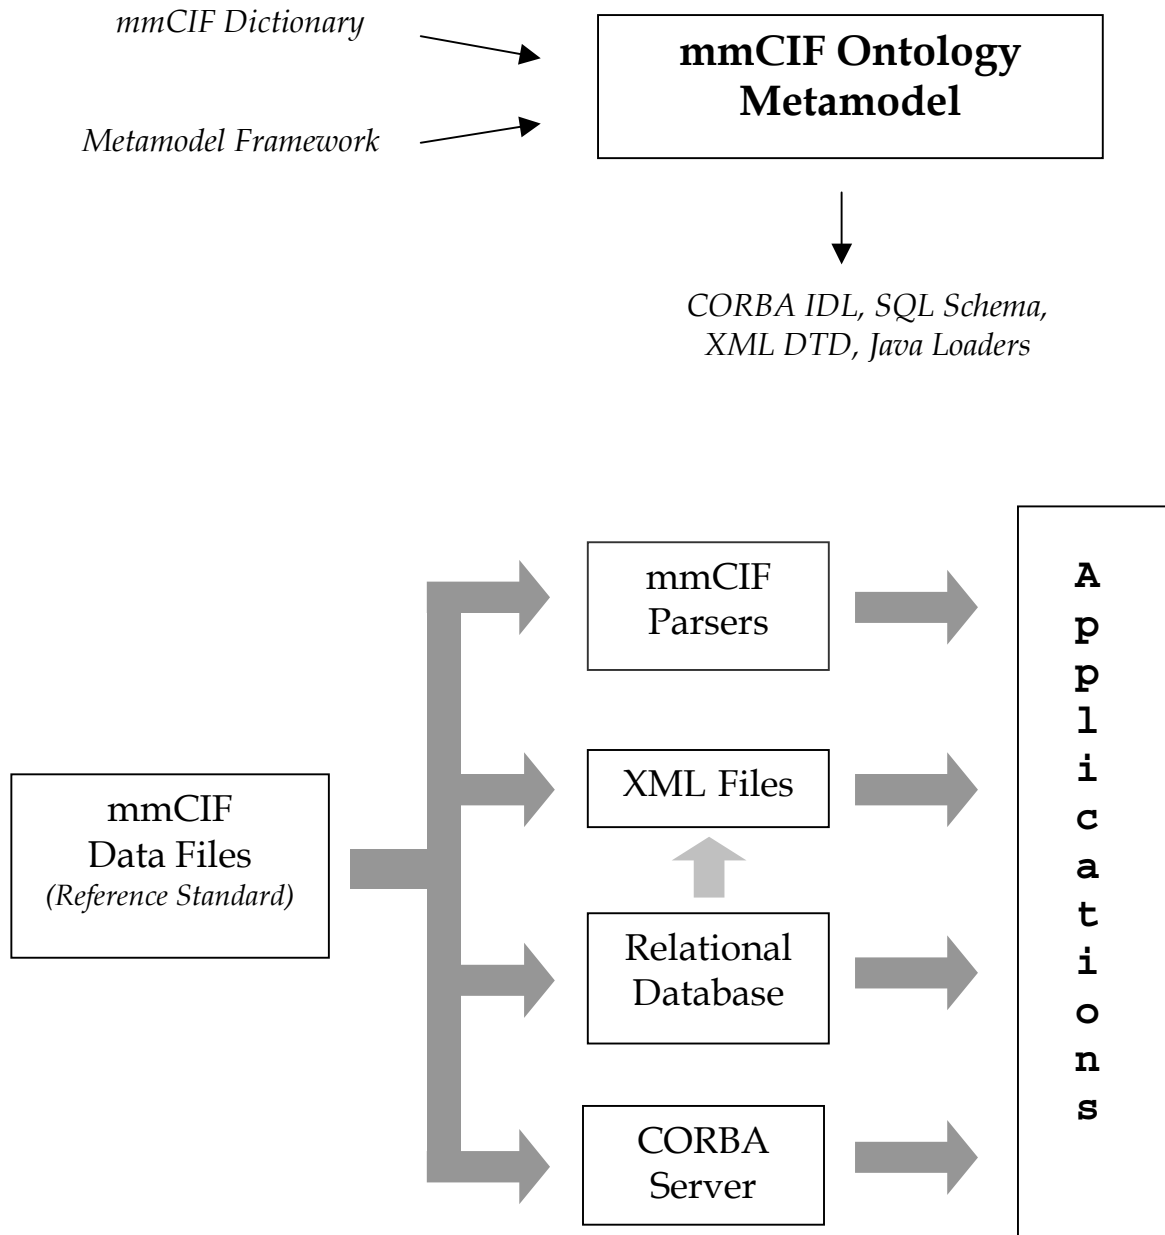 mmCIF Dictionary
Metamodel Framework
mmCIF Ontology
Metamodel
CORBA IDL, SQL Schema,
XML DTD, Java Loaders
mmCIF
Data Files
(Reference Standard)
mmCIF
Parsers
XML Files
Relational
Database
CORBA
Server
Applications